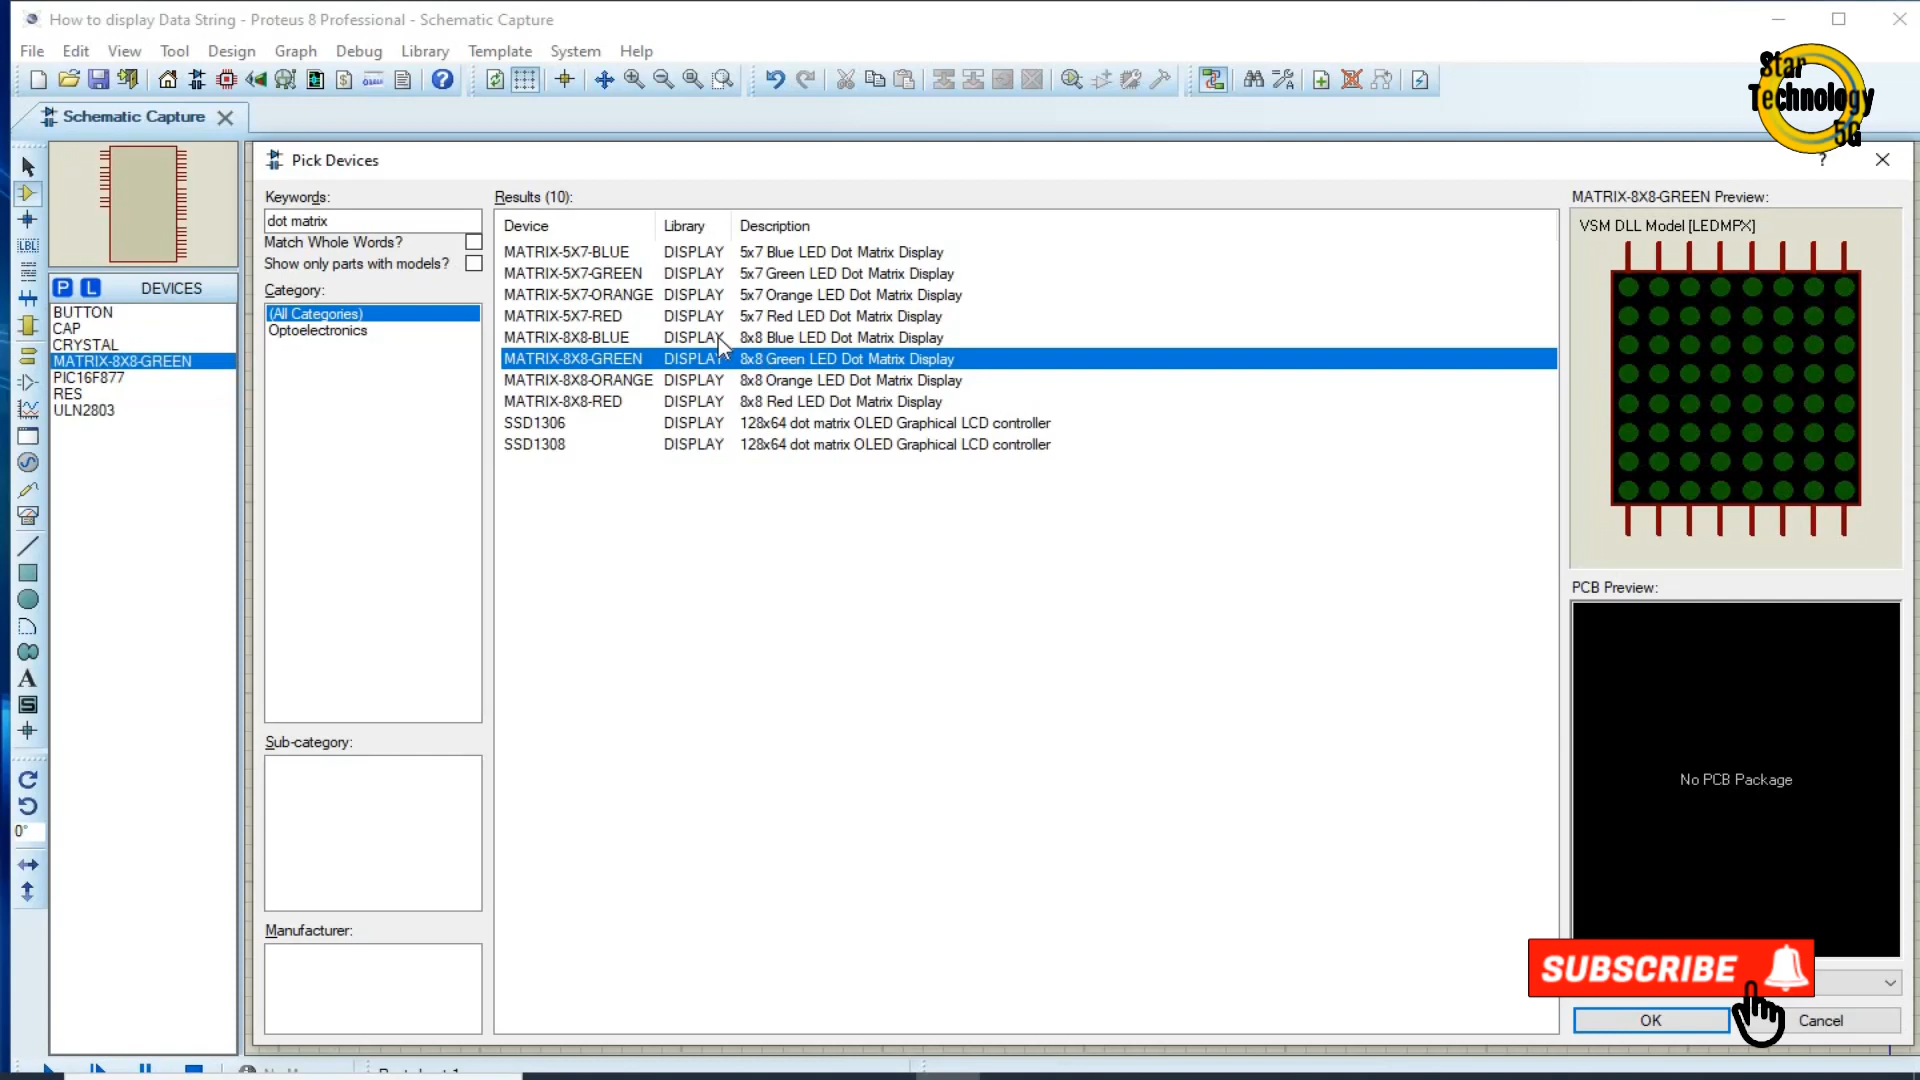 How to display Data String - Proteus 8 Professional - Schematic Capture
File Edit View Tool Design Graph Debug Library Template System Help
Star
Technology
5G
Schematic Capture
Pick Devices
?
Keywords:
dot matrix
Match Whole Words?
Show only parts with models?
Category:
(All Categories)
Optoelectronics
Sub-category:
Manufacturer:
P L DEVICES
BUTTON
CAP
CRYSTAL
MATRIX-8X8-GREEN
PIC16F877
RES
ULN2803
LBL
A
S
0°
Results (10):
Device Library Description
MATRIX-5X7-BLUE DISPLAY 5x7 Blue LED Dot Matrix Display
MATRIX-5X7-GREEN DISPLAY 5x7 Green LED Dot Matrix Display
MATRIX-5X7-ORANGE DISPLAY 5x7 Orange LED Dot Matrix Display
MATRIX-5X7-RED DISPLAY 5x7 Red LED Dot Matrix Display
MATRIX-8X8-BLUE DISPLAY 8x8 Blue LED Dot Matrix Display
MATRIX-8X8-GREEN DISPLAY 8x8 Green LED Dot Matrix Display
MATRIX-8X8-ORANGE DISPLAY 8x8 Orange LED Dot Matrix Display
MATRIX-8X8-RED DISPLAY 8x8 Red LED Dot Matrix Display
SSD1306 DISPLAY 128x64 dot matrix OLED Graphical LCD controller
SSD1308 DISPLAY 128x64 dot matrix OLED Graphical LCD controller
MATRIX-8X8-GREEN Preview:
VSM DLL Model [LEDMPX]
PCB Preview:
No PCB Package
SUBSCRIBE
OK
Cancel